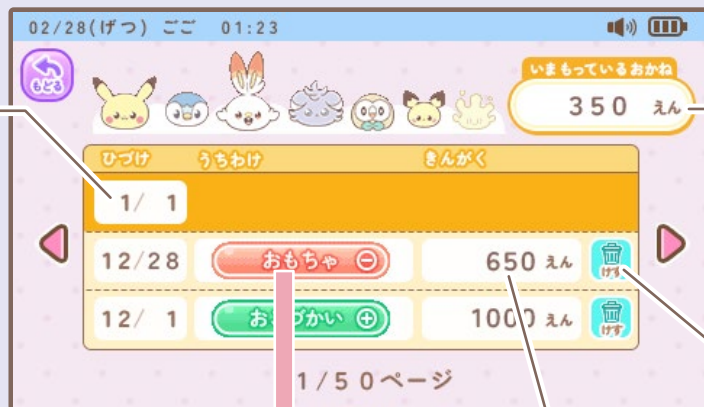 02/28(げつ) ごご 01:23
もどる
いまもっているおかね
350 えん
ひづけ うちわけ きんがく
1/ 1
12/28 おもちゃ 650 えん けす
12/ 1 おこづかい 1000 えん けす
1/50ページ